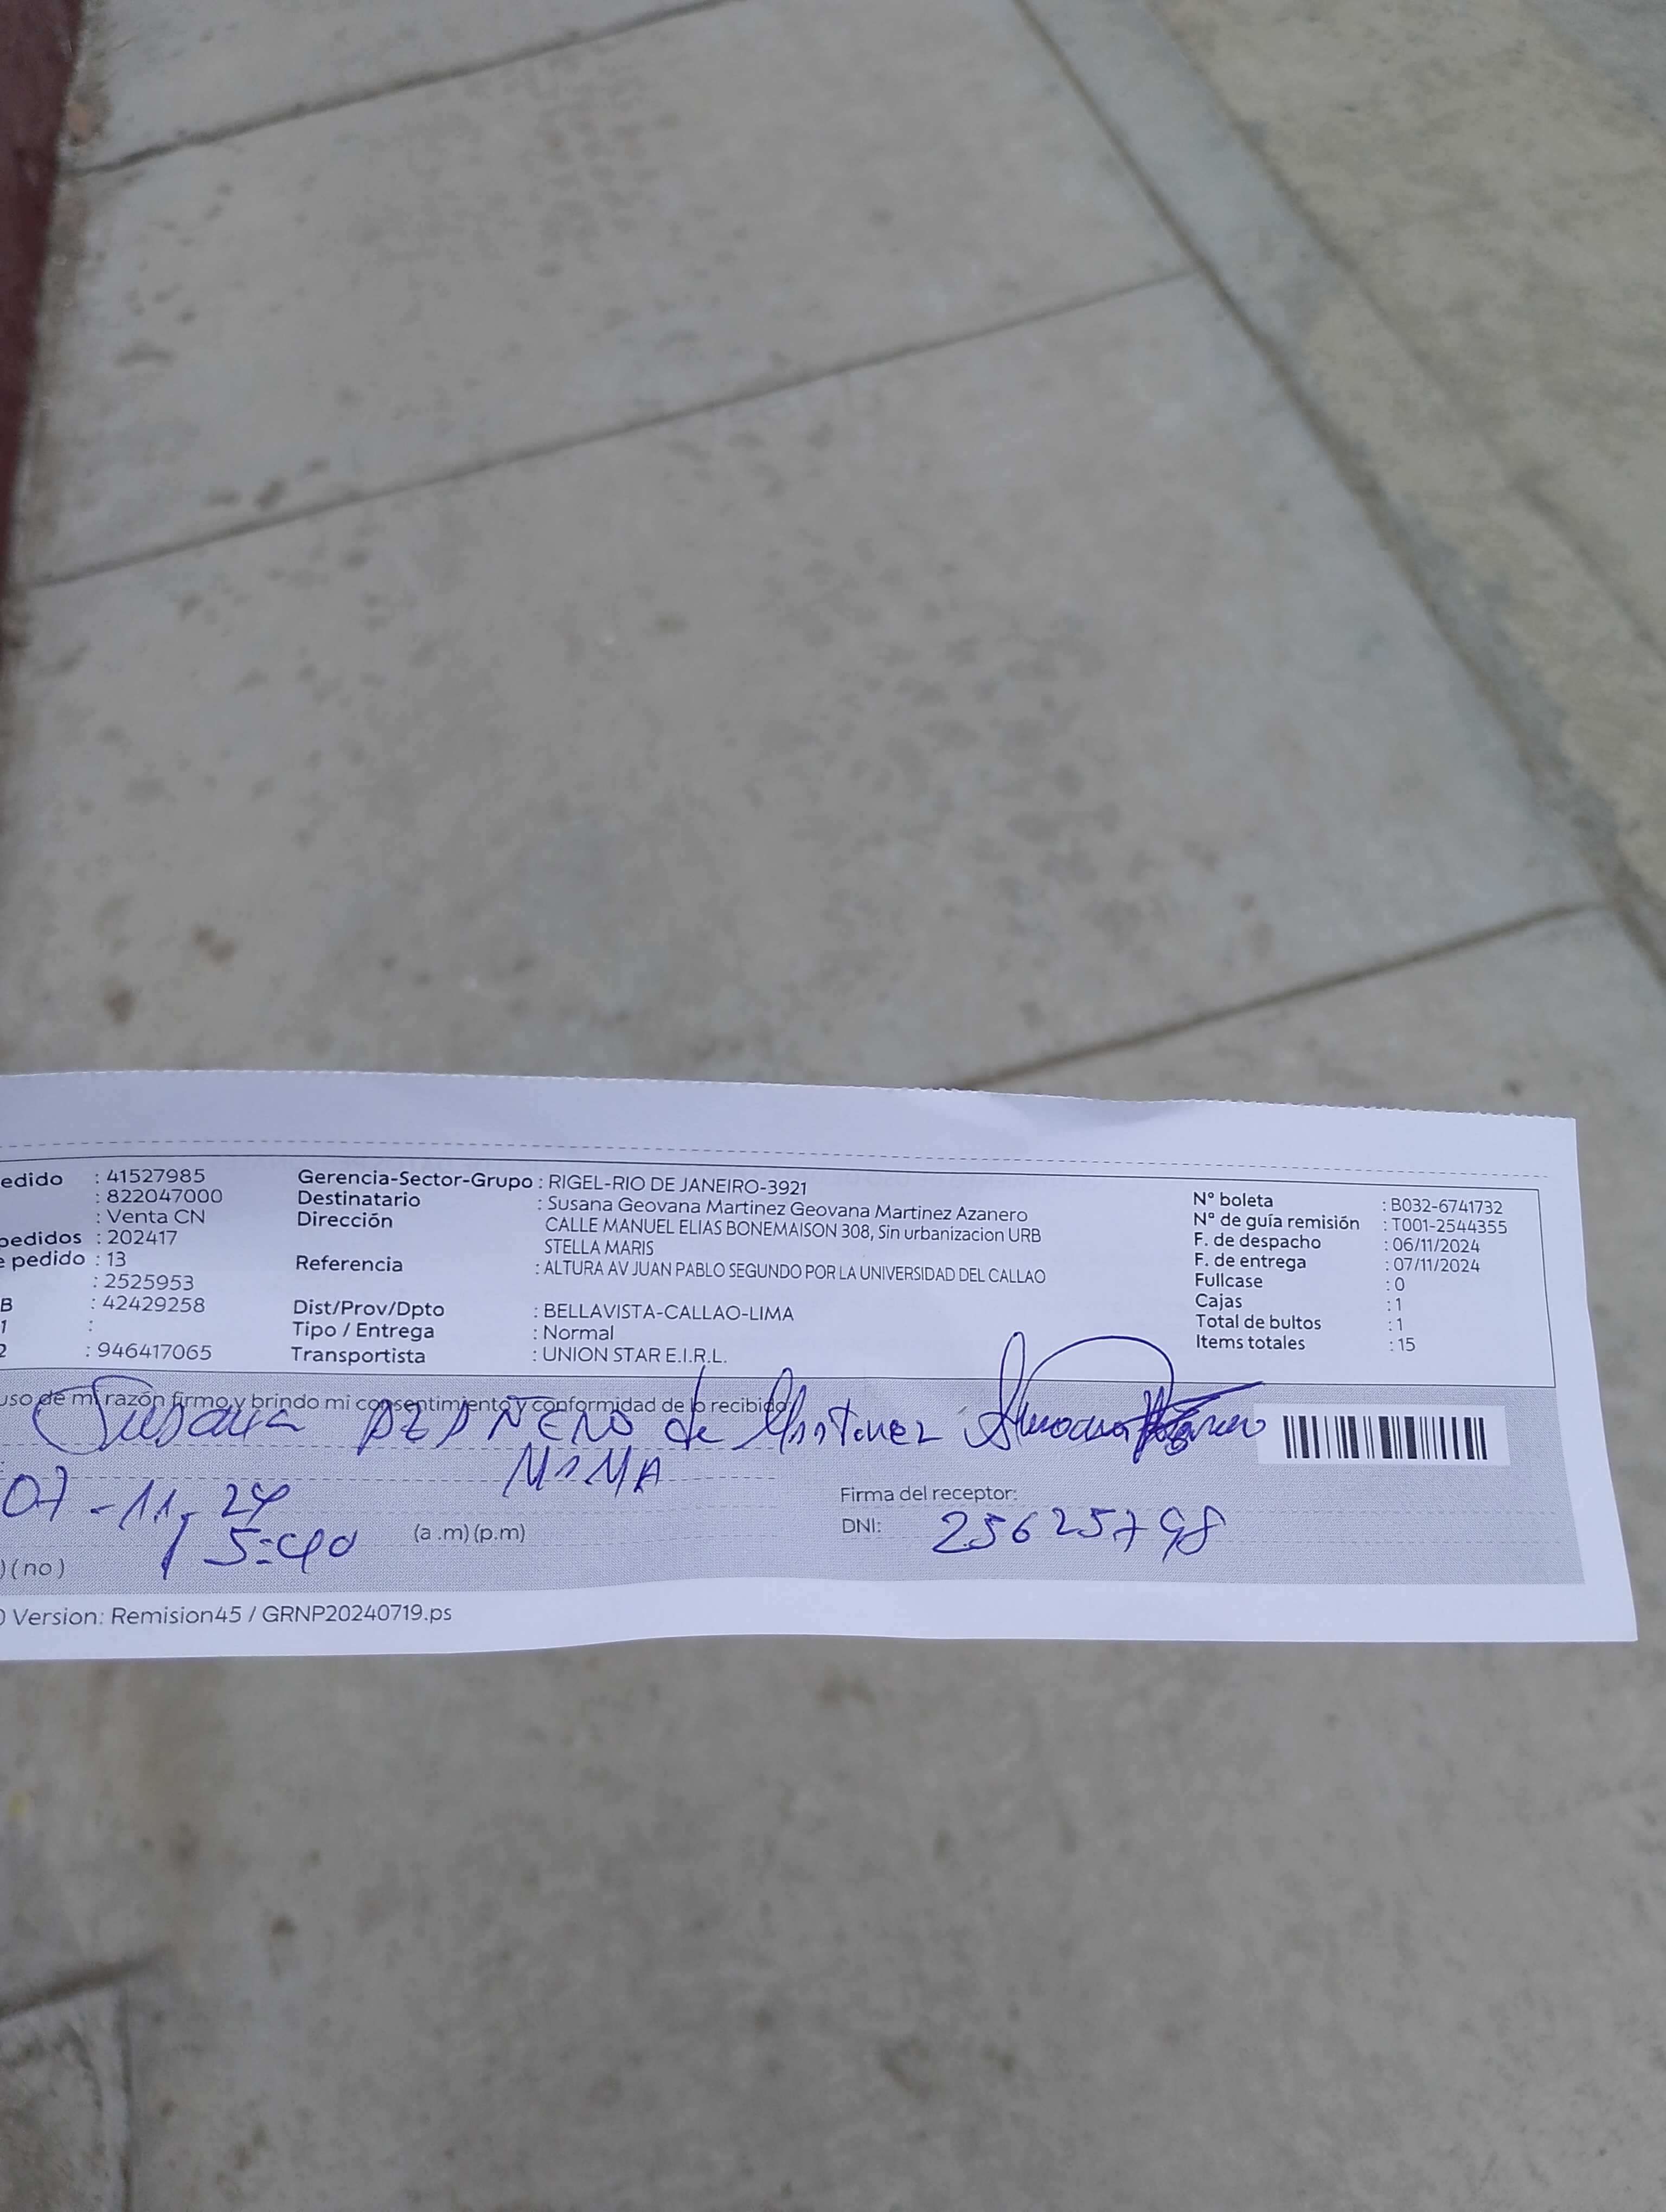 edido : 41527985 Gerencia-Sector-Grupo : RIGEL-RIO DE JANEIRO-3921 Nº boleta : B032-6741732
: 822047000 Destinatario : Susana Geovana Martinez Geovana Martinez Azanero Nº de guía remisión : T001-2544355
: Venta CN Dirección CALLE MANUEL ELIAS BONEMAISON 308, Sin urbanizacion URB F. de despacho : 06/11/2024
pedidos : 202417 STELLA MARIS F. de entrega : 07/11/2024
e pedido : 13 Referencia : ALTURA AV JUAN PABLO SEGUNDO POR LA UNIVERSIDAD DEL CALLAO Fullcase : 0
: 2525953 Cajas : 1
B : 42429258 Dist/Prov/Dpto : BELLAVISTA-CALLAO-LIMA Total de bultos : 1
1 : Tipo / Entrega : Normal Items totales : 15
2 : 946417065 Transportista : UNION STAR E.I.R.L.
uso de mi razón firmo y brindo mi consentimiento y conformidad de lo recibido
Susana AZAÑERO de Martinez
MAMA
07-11-24 Firma del receptor:
15:40 (a .m) (p.m) DNI: 25625798
) ( no )
Version: Remision45 / GRNP20240719.ps